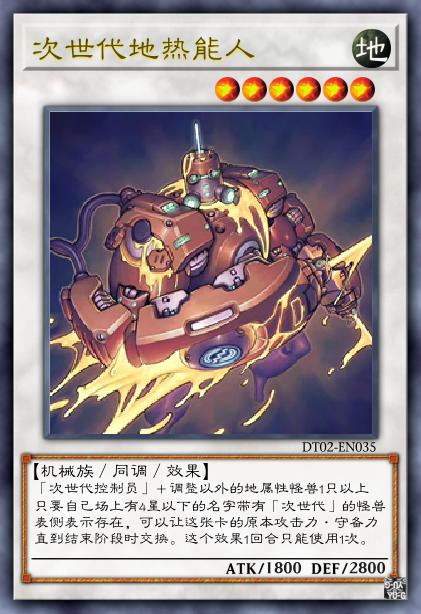 次世代地热能人
地
DT02-EN035
【机械族／同调／效果】
「次世代控制员」＋调整以外的地属性怪兽1只以上
只要自己场上有4星以下的名字带有「次世代」的怪兽
表侧表示存在，可以让这张卡的原本攻击力·守备力
直到结束阶段时交换。这个效果1回合只能使用1次。
ATK/1800 DEF/2800